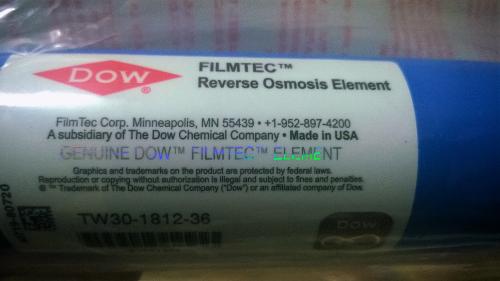 DOW
FILMTEC™
Reverse Osmosis Element
FilmTec Corp. Minneapolis, MN 55439 • +1-952-897-4200
A subsidiary of The Dow Chemical Company • Made in USA
GENUINE DOW™ FILMTEC™ ELEMENT
Graphics and trademarks on the product are protected by federal laws.
Reproduction or copying without authorization is illegal and subject to fines and penalties.
®™ Trademark of The Dow Chemical Company ("Dow") or an affiliated company of Dow.
TW30-1812-36
DOW